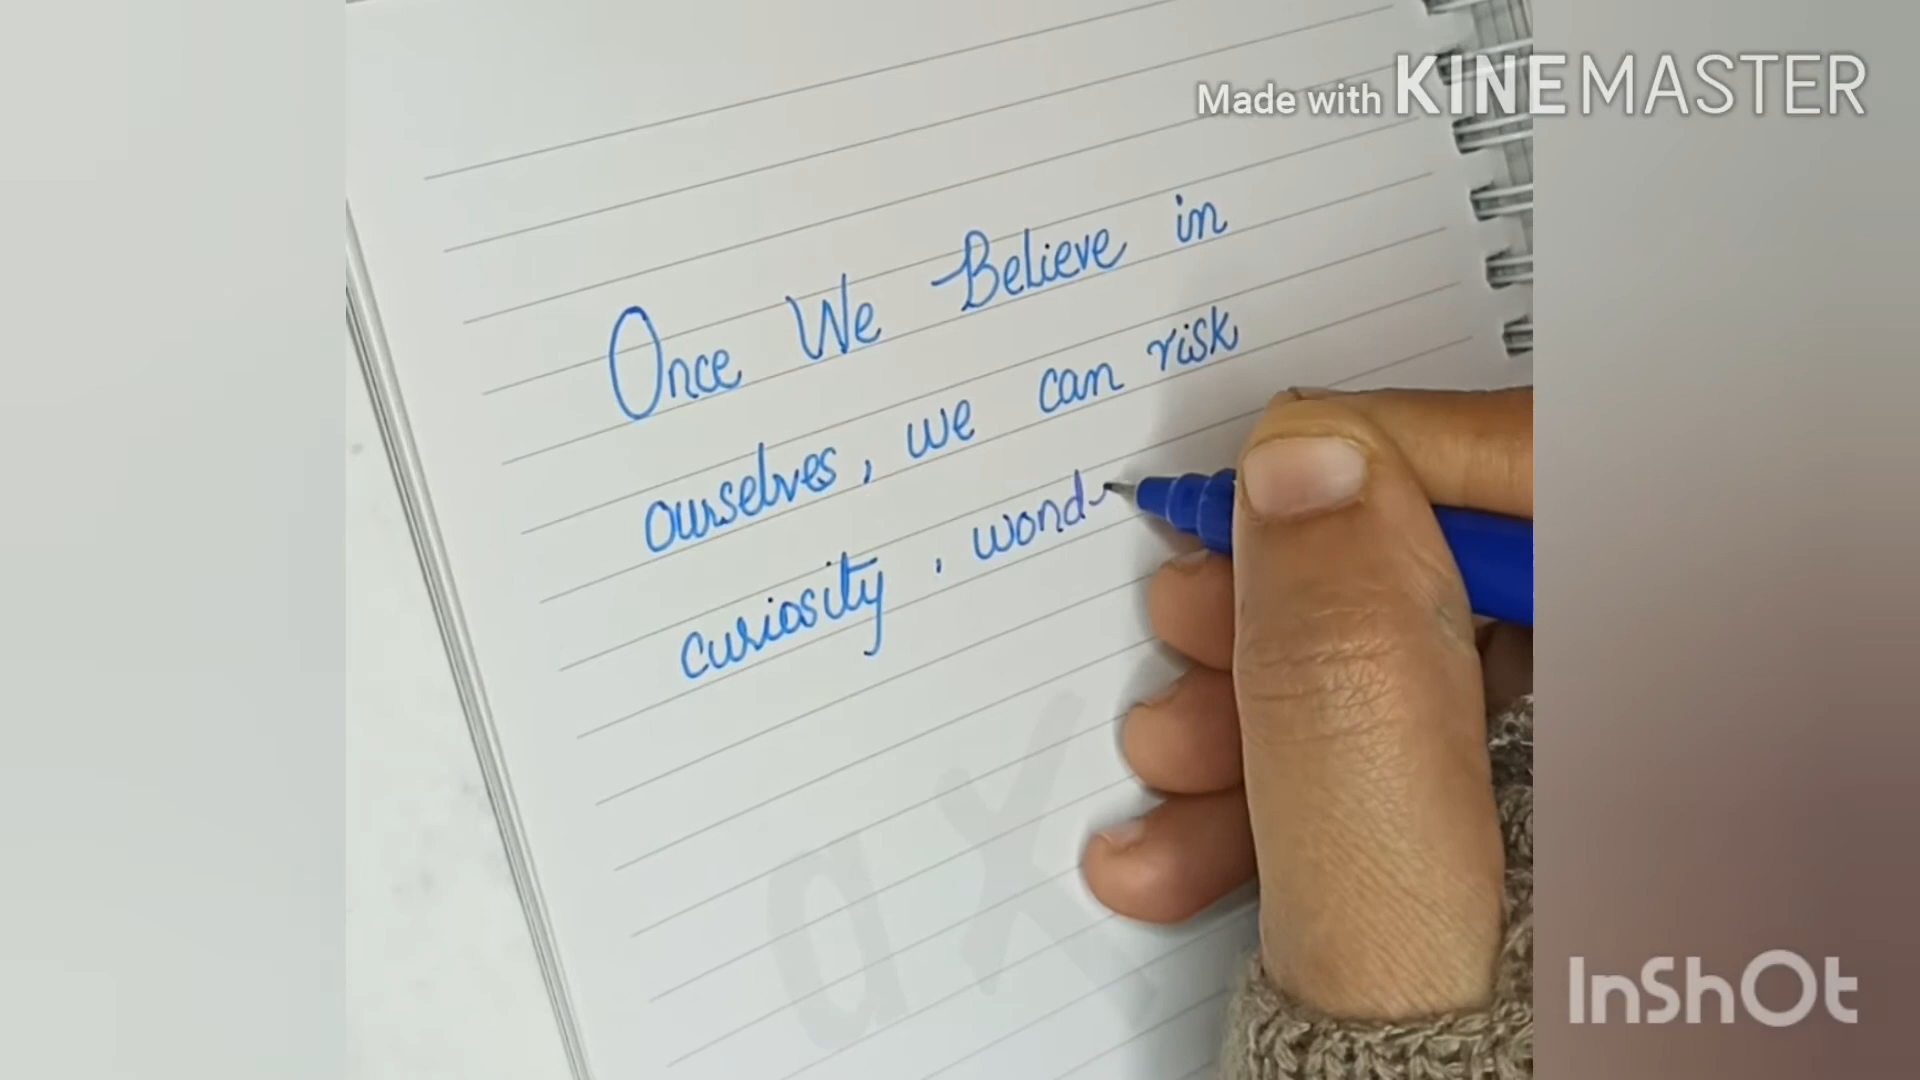 Made with KINEMASTER
Once We Believe in
ourselves, we can risk
curiosity, wond
InShOt